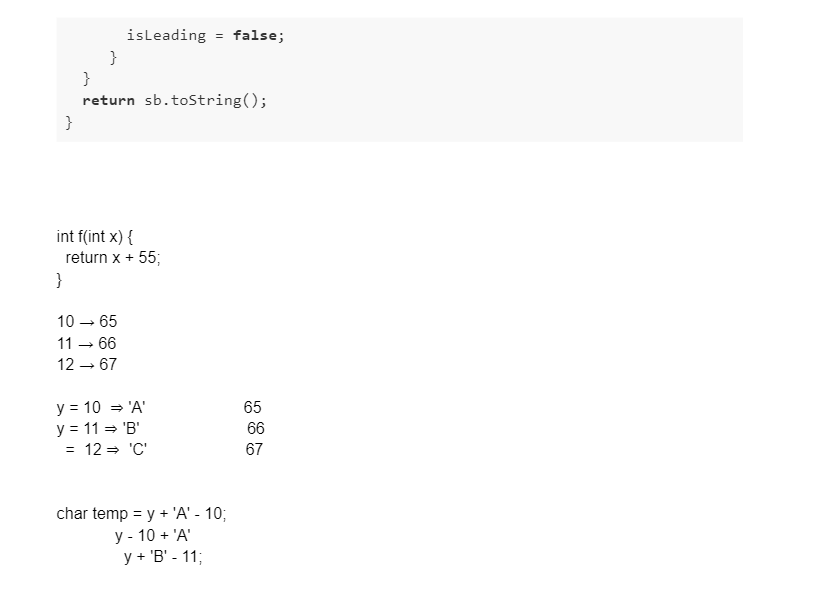 isLeading = false;
}
}
return sb.toString();
}
int f(int x) {
return x + 55;
}
10 → 65
11 → 66
12 → 67
y = 10 ⇒ 'A' 65
y = 11 ⇒ 'B' 66
= 12 ⇒ 'C' 67
char temp = y + 'A' - 10;
y - 10 + 'A'
y + 'B' - 11;